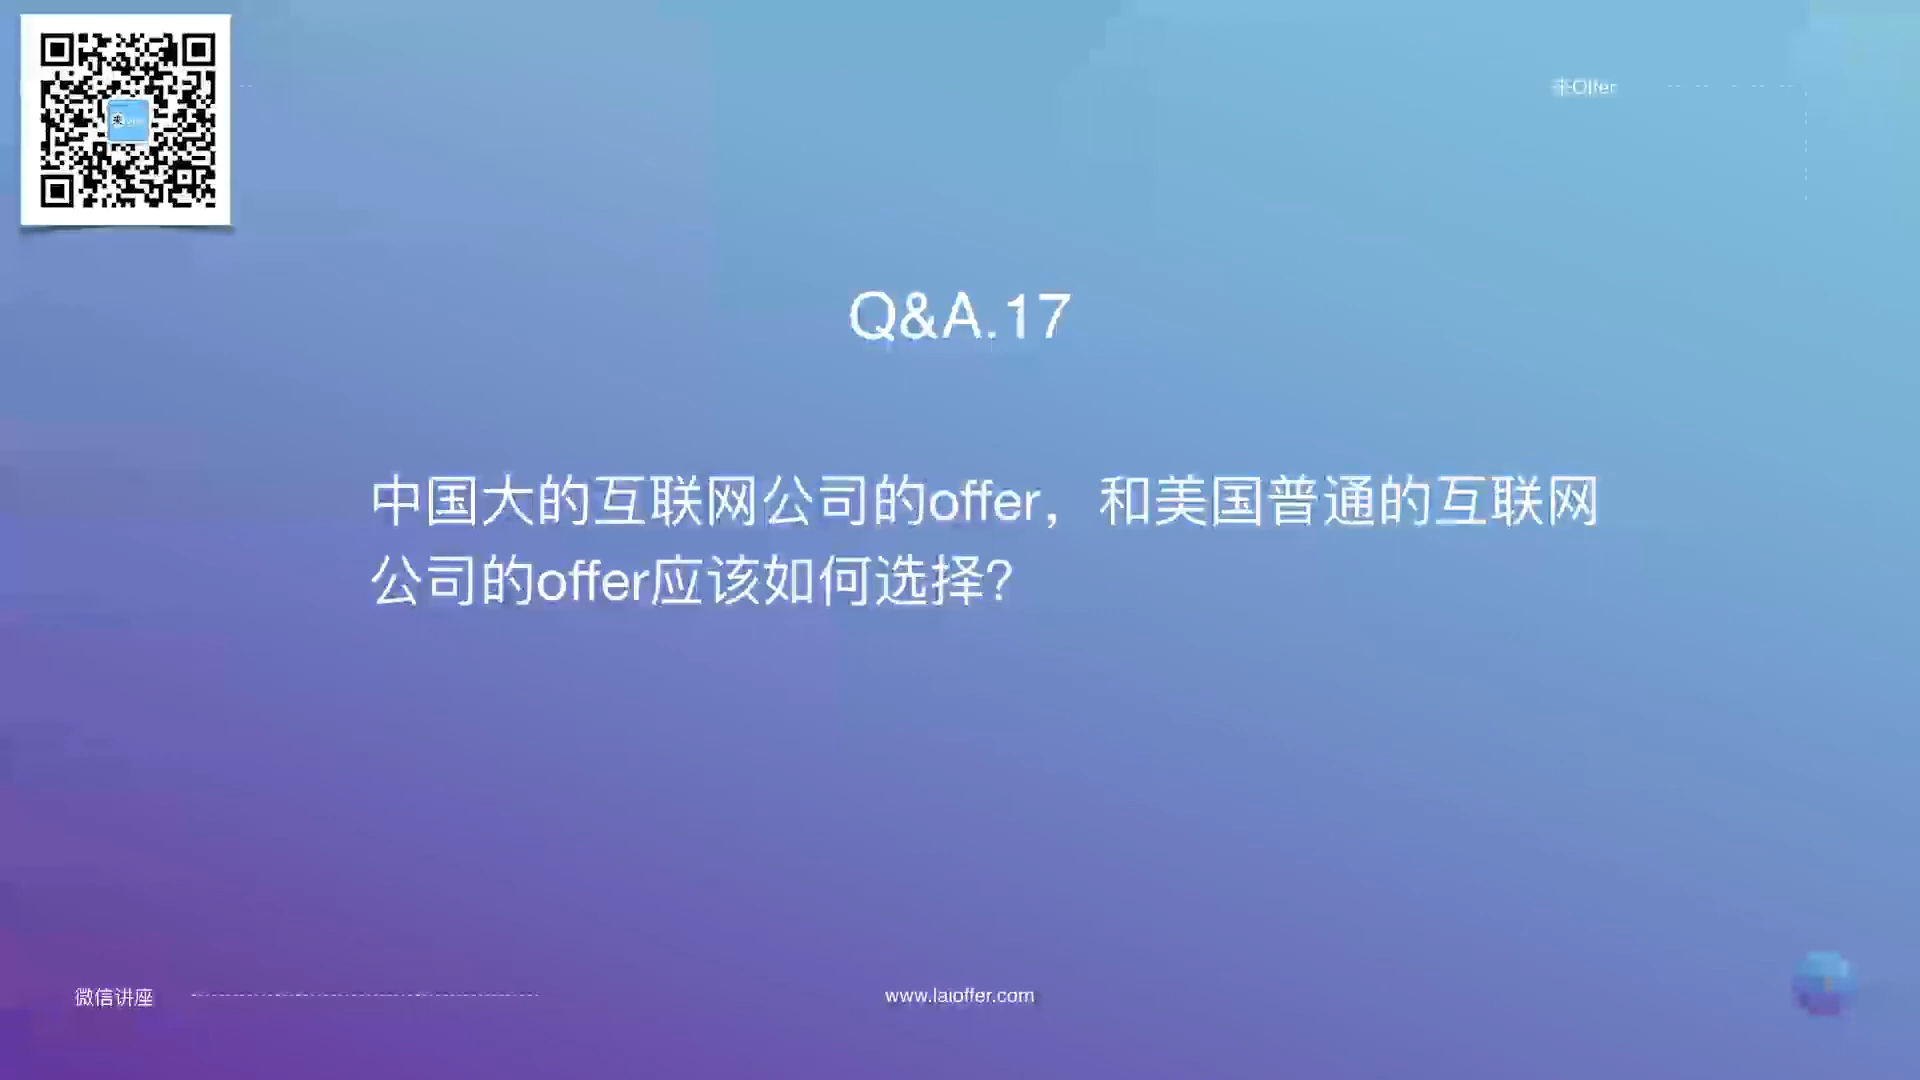 来Offer
Q&A.17
中国大的互联网公司的offer，和美国普通的互联网
公司的offer应该如何选择？
微信讲座
www.laioffer.com